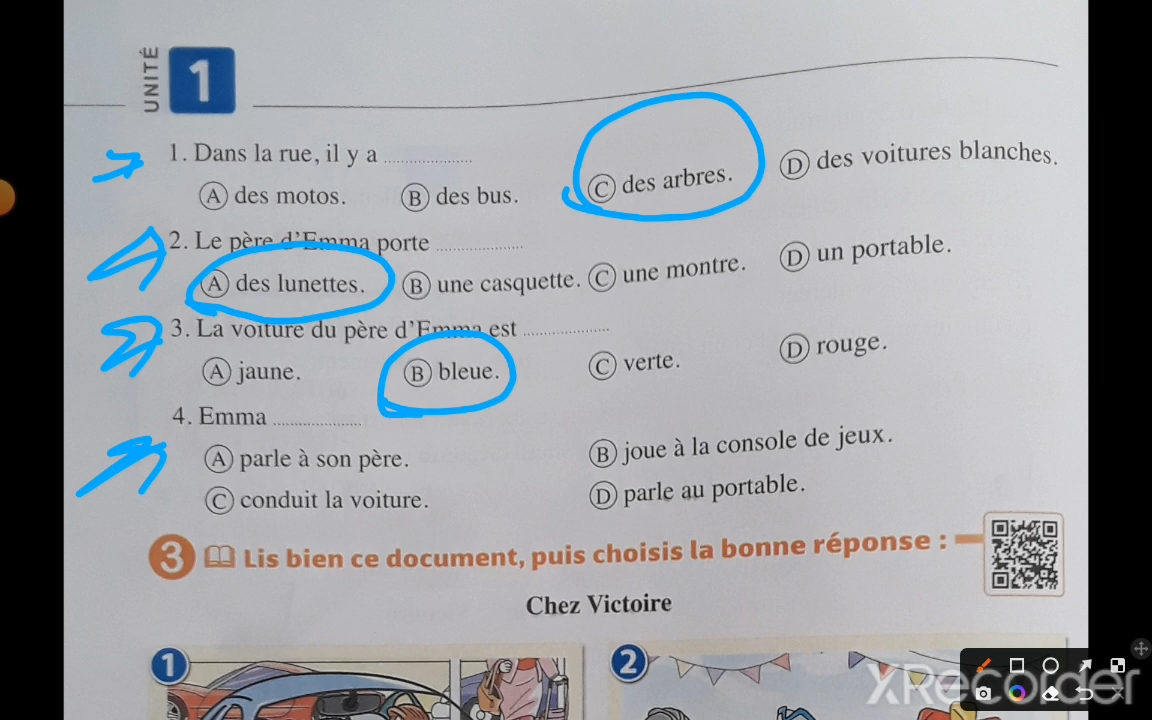 UNITÉ 1
1. Dans la rue, il y a ....................
A des motos. B des bus. C des arbres. D des voitures blanches.
2. Le père d'Emma porte ....................
A des lunettes. B une casquette. C une montre. D un portable.
3. La voiture du père d'Emma est ....................
A jaune. B bleue. C verte. D rouge.
4. Emma ....................
A parle à son père. B joue à la console de jeux.
C conduit la voiture. D parle au portable.
3 Lis bien ce document, puis choisis la bonne réponse :
Chez Victoire
1 2
XRecorder